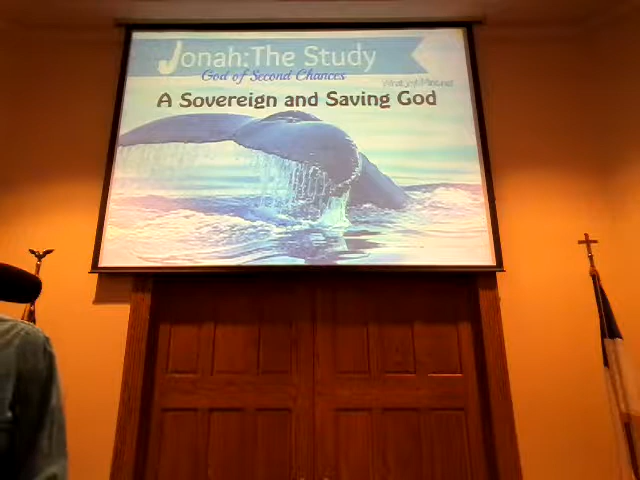 Jonah: The Study
God of Second Chances
A Sovereign and Saving God